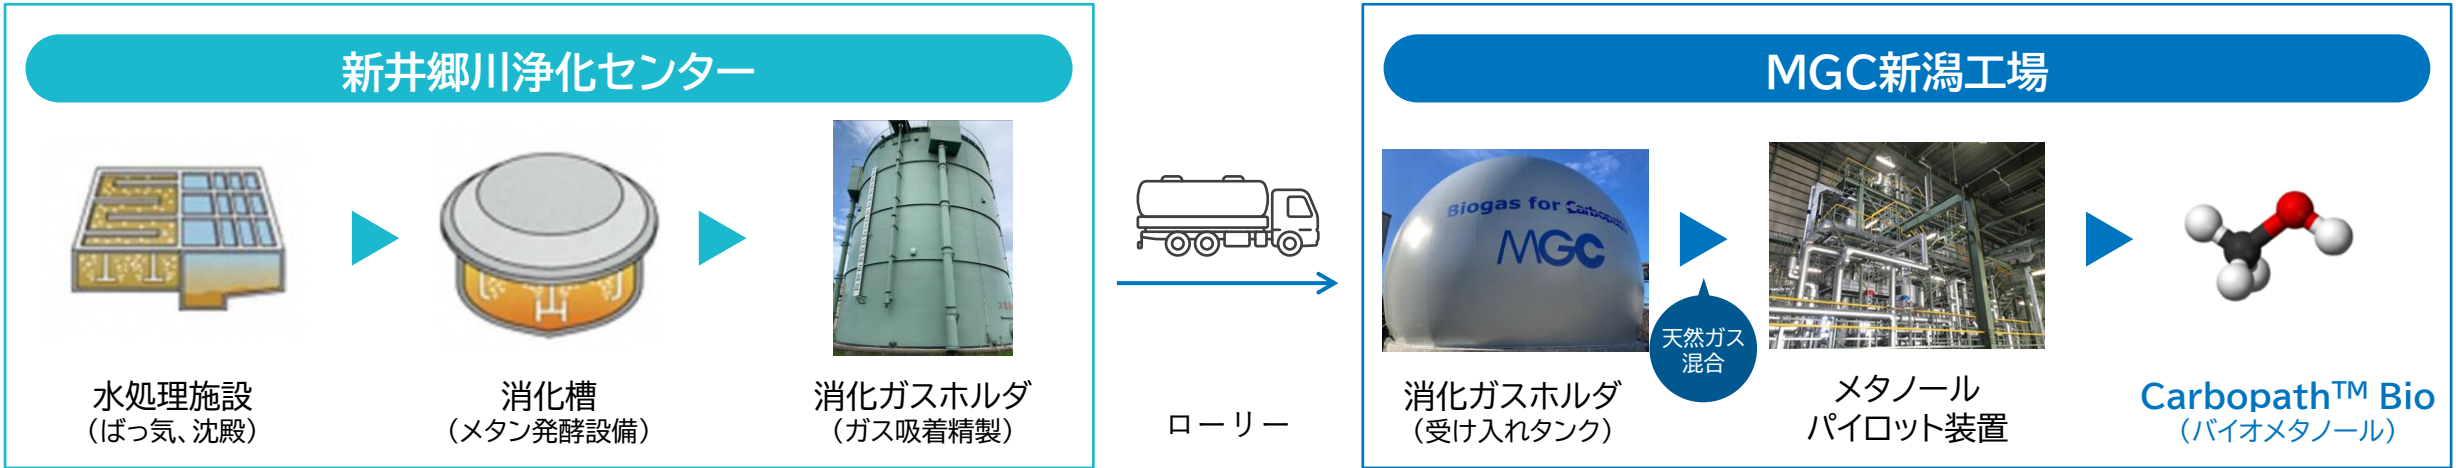 新井郷川浄化センター
水処理施設
（ばっ気、沈殿）
消化槽
（メタン発酵設備）
消化ガスホルダ
（ガス吸着精製）
ローリー
MGC新潟工場
Biogas for Carbopath
MGC
消化ガスホルダ
（受け入れタンク）
天然ガス
混合
メタノール
パイロット装置
Carbopath™ Bio
（バイオメタノール）